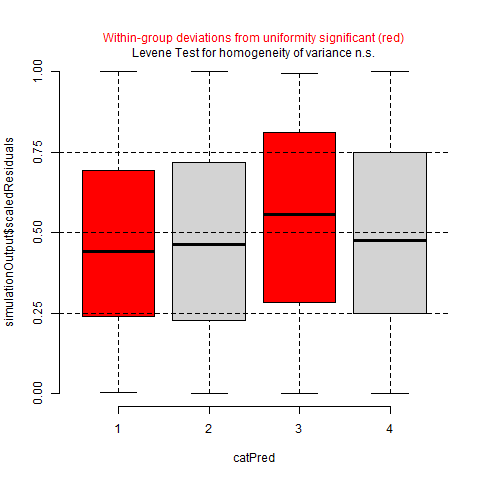 Within-group deviations from uniformity significant (red)
Levene Test for homogeneity of variance n.s.
simulationOutput$scaledResiduals
1.00
0.75
0.50
0.25
0.00
1 2 3 4
catPred